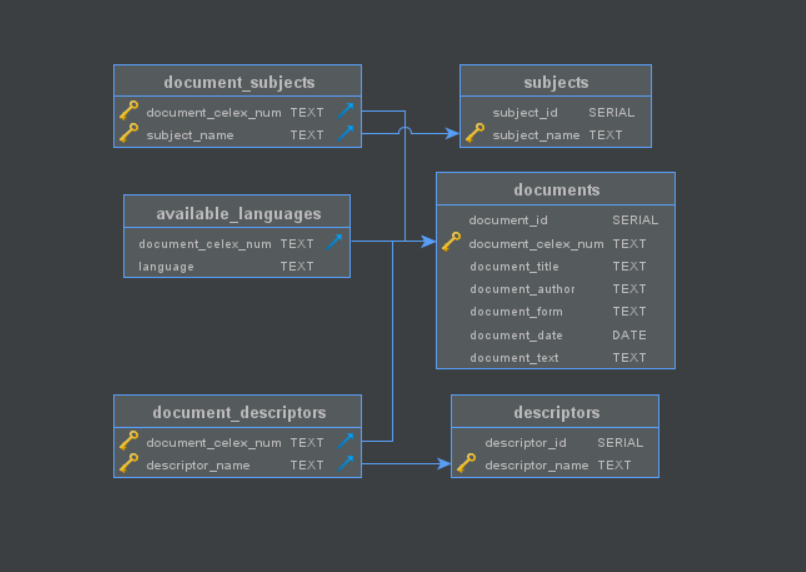 document_subjects
document_celex_num TEXT
subject_name TEXT
subjects
subject_id SERIAL
subject_name TEXT
available_languages
document_celex_num TEXT
language TEXT
documents
document_id SERIAL
document_celex_num TEXT
document_title TEXT
document_author TEXT
document_form TEXT
document_date DATE
document_text TEXT
document_descriptors
document_celex_num TEXT
descriptor_name TEXT
descriptors
descriptor_id SERIAL
descriptor_name TEXT